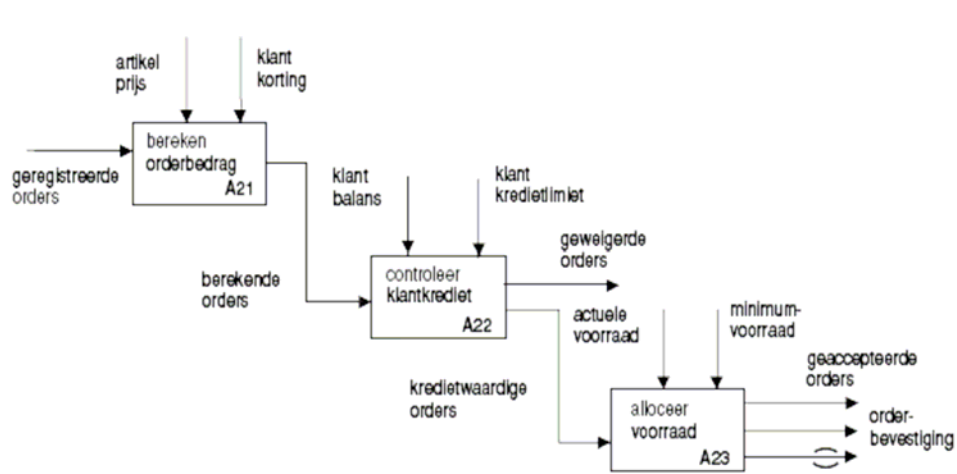 artikel
prijs
klant
korting
bereken
orderbedrag
A21
geregistreerde
orders
klant
balans
klant
kredietlimiet
berekende
orders
controleer
klantkrediet
A22
geweigerde
orders
actuele
voorraad
minimum-
voorraad
kredietwaardige
orders
alloceer
voorraad
A23
geaccepteerde
orders
order-
bevestiging